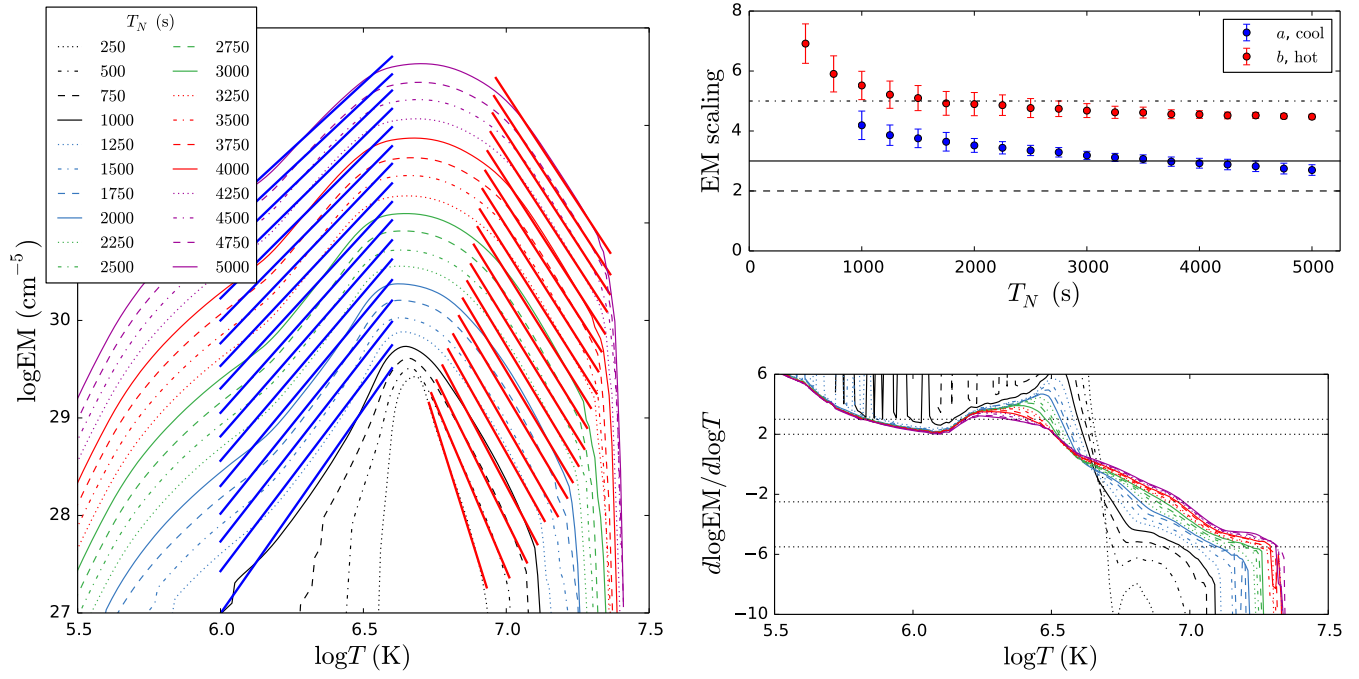 T_N (s)
250 2750
500 3000
750 3250
1000 3500
1250 3750
1500 4000
1750 4250
2000 4500
2250 4750
2500 5000
logEM (cm⁻⁵)
30
29
28
27
5.5 6.0 6.5 7.0 7.5
logT (K)
8
6
4
2
0
EM scaling
a, cool
b, hot
0 1000 2000 3000 4000 5000
T_N (s)
6
2
−2
−6
−10
dlogEM/dlogT
5.5 6.0 6.5 7.0 7.5
logT (K)